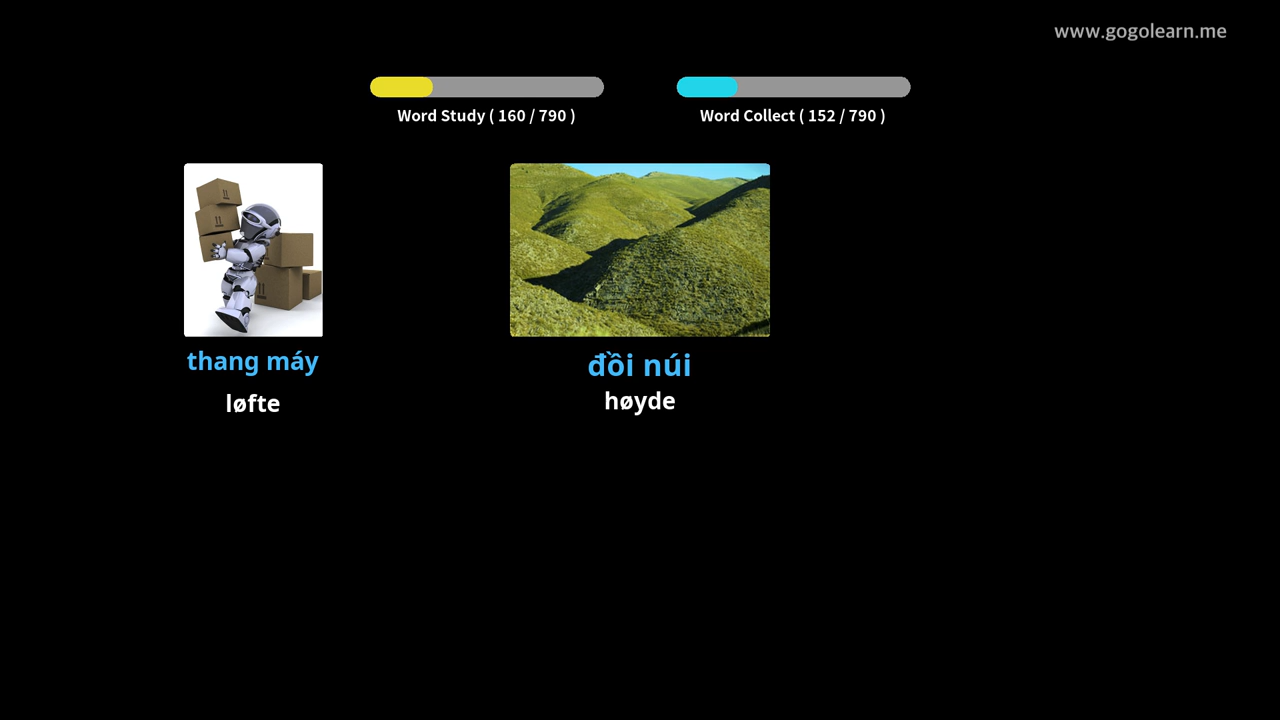 www.gogolearn.me
Word Study ( 160 / 790 )
Word Collect ( 152 / 790 )
thang máy
løfte
đồi núi
høyde